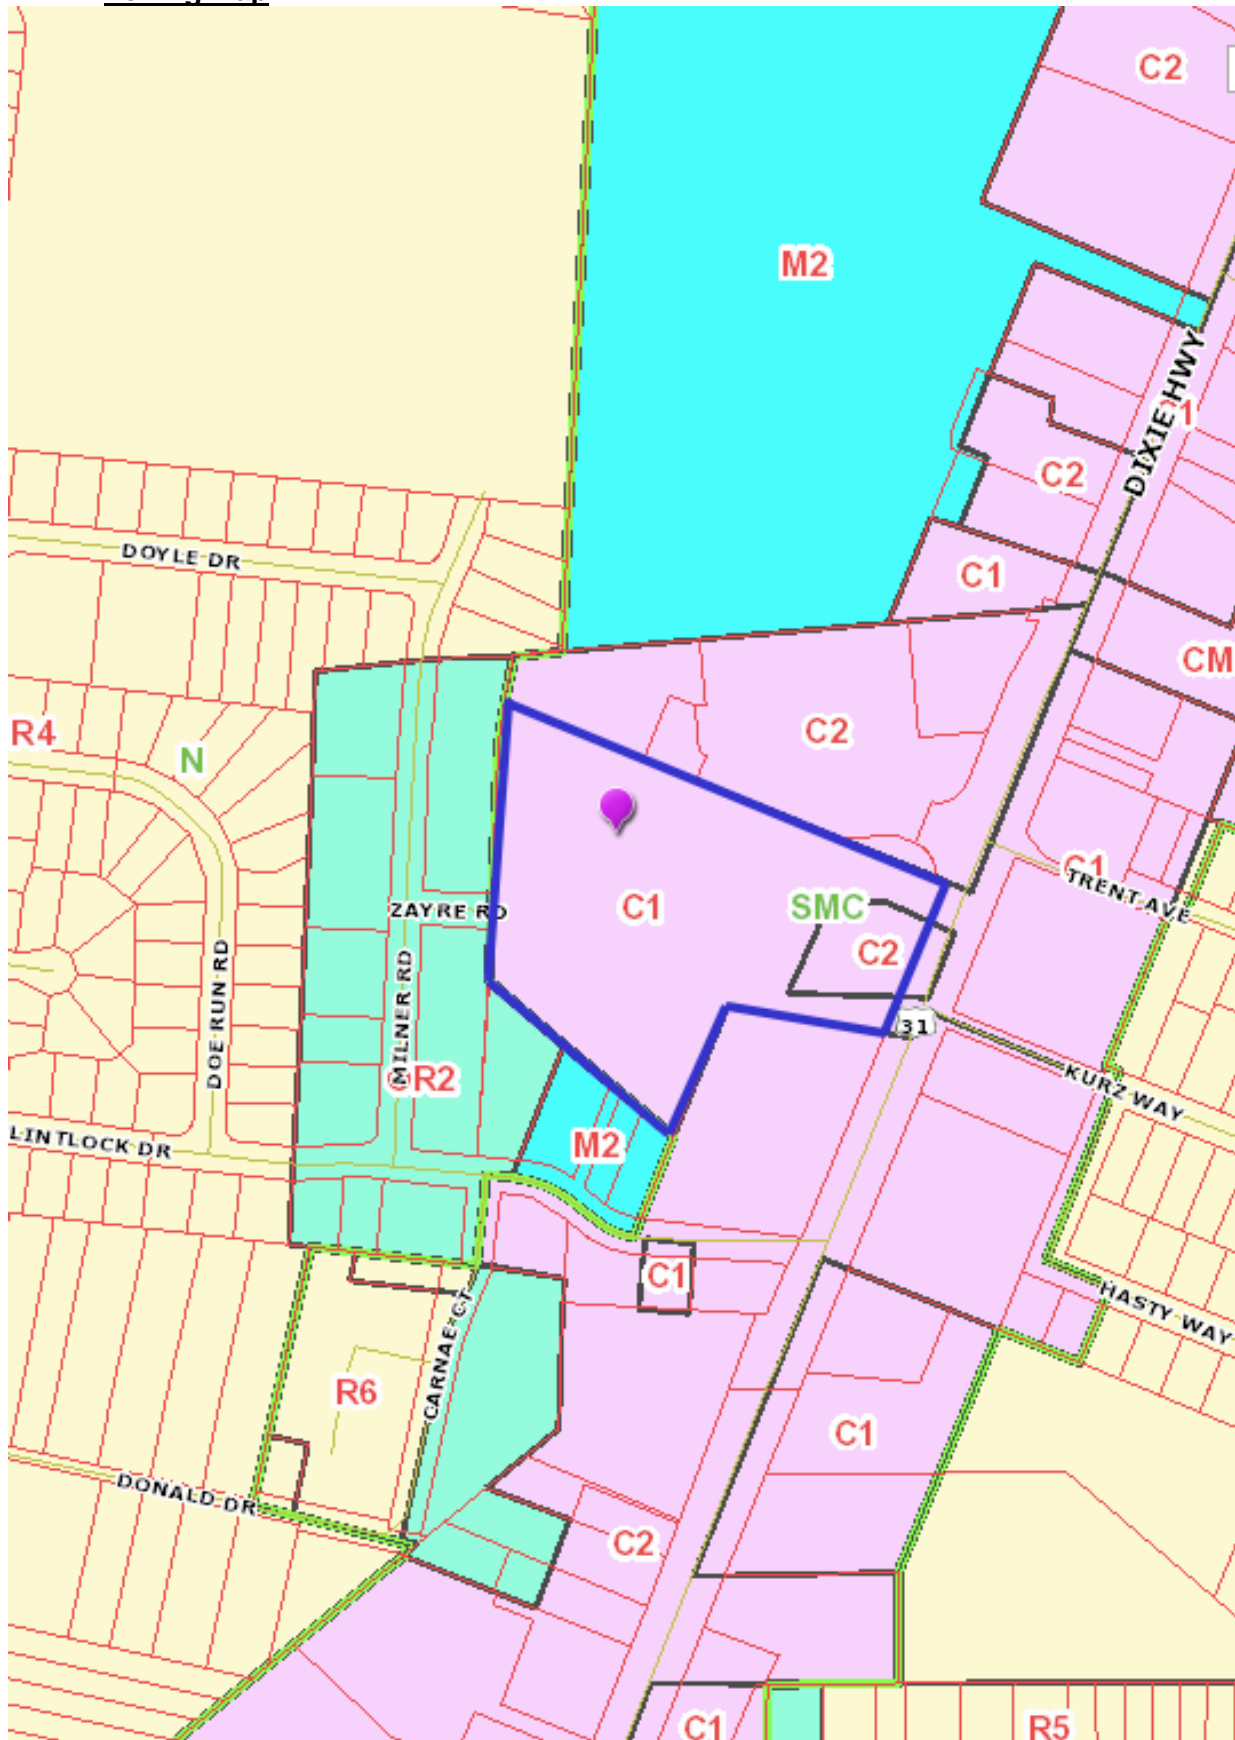 C2
M2
DIXIE HWY
C2
DOYLE DR
C1
CM
R4
N
C2
C1
TRENT AVE
ZAYRE RD
C1
SMC
C2
DOE RUN RD
MILNER RD
31
R2
KURZ WAY
LINTLOCK DR
M2
C1
HASTY WAY
CARNAE CT
R6
C1
DONALD DR
C2
C1
R5